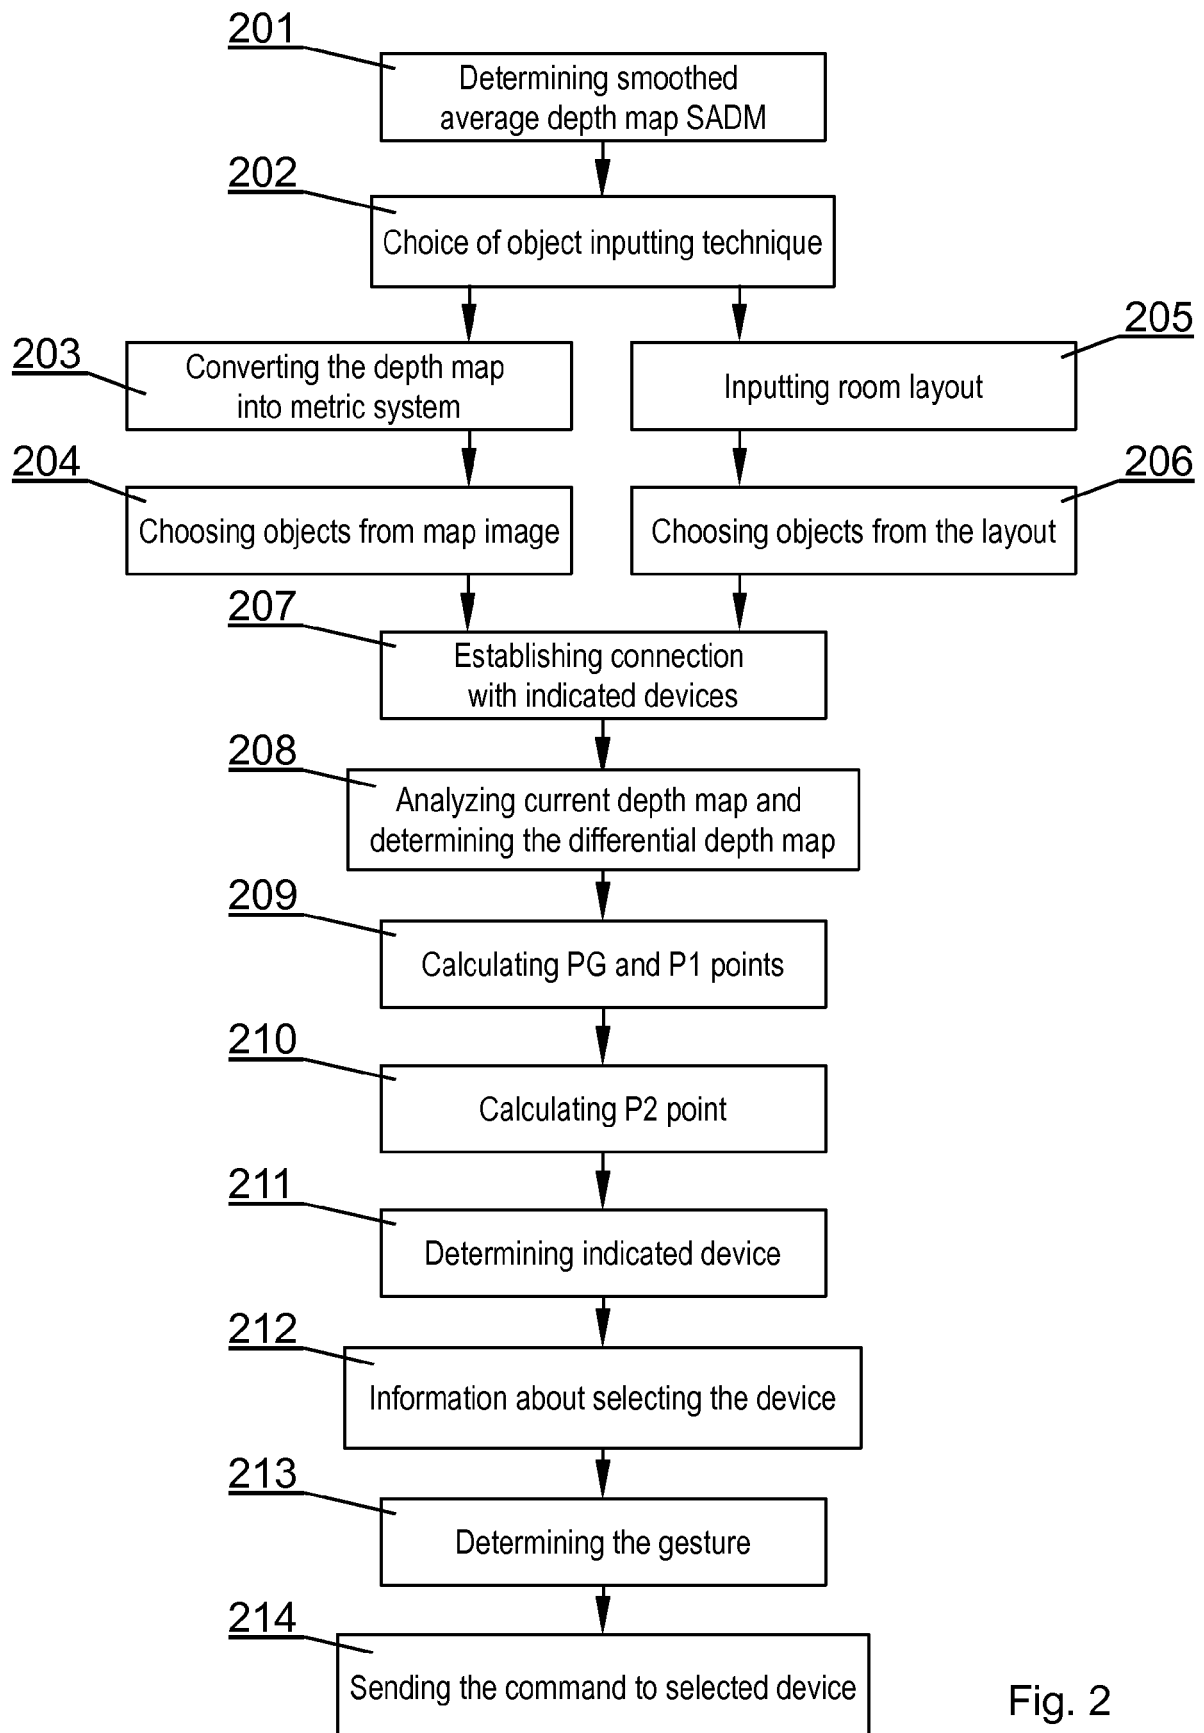 201
Determining smoothed
average depth map SADM
202
Choice of object inputting technique
203
Converting the depth map
into metric system
205
Inputting room layout
204
Choosing objects from map image
206
Choosing objects from the layout
207
Establishing connection
with indicated devices
208
Analyzing current depth map and
determining the differential depth map
209
Calculating PG and P1 points
210
Calculating P2 point
211
Determining indicated device
212
Information about selecting the device
213
Determining the gesture
214
Sending the command to selected device
Fig. 2